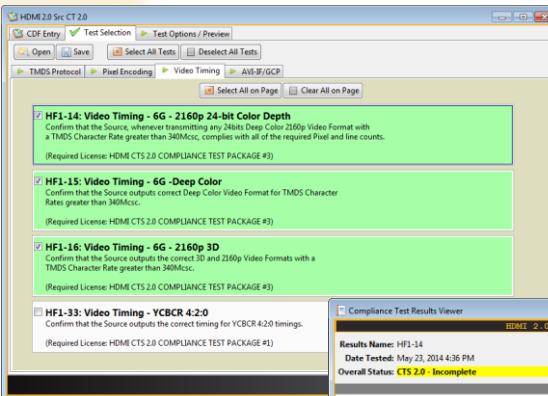 HDMI 2.0 Src CT 2.0
CDF Entry Test Selection Test Options / Preview
Open Save Select All Tests Deselect All Tests
TMDS Protocol Pixel Encoding Video Timing AVI-IF/GCP
Select All on Page Clear All on Page
HF1-14: Video Timing - 6G - 2160p 24-bit Color Depth
Confirm that the Source, whenever transmitting any 24bits Deep Color 2160p Video Format with
a TMDS Character Rate greater than 340Mcsc, complies with all of the required Pixel and line counts.
(Required License: HDMI CTS 2.0 COMPLIANCE TEST PACKAGE #3)
HF1-15: Video Timing - 6G -Deep Color
Confirm that the Source outputs correct Deep Color Video Format for TMDS Character
Rates greater than 340Mcsc.
(Required License: HDMI CTS 2.0 COMPLIANCE TEST PACKAGE #3)
HF1-16: Video Timing - 6G - 2160p 3D
Confirm that the Source outputs the correct 3D and 2160p Video Formats with a
TMDS Character Rate greater than 340Mcsc.
(Required License: HDMI CTS 2.0 COMPLIANCE TEST PACKAGE #3)
HF1-33: Video Timing - YCBCR 4:2:0
Confirm that the Source outputs the correct timing for YCBCR 4:2:0 timings.
(Required License: HDMI CTS 2.0 COMPLIANCE TEST PACKAGE #1)
Compliance Test Results Viewer
HDMI 2.0
Results Name: HF1-14
Date Tested: May 23, 2014 4:36 PM
Overall Status: CTS 2.0 - Incomplete